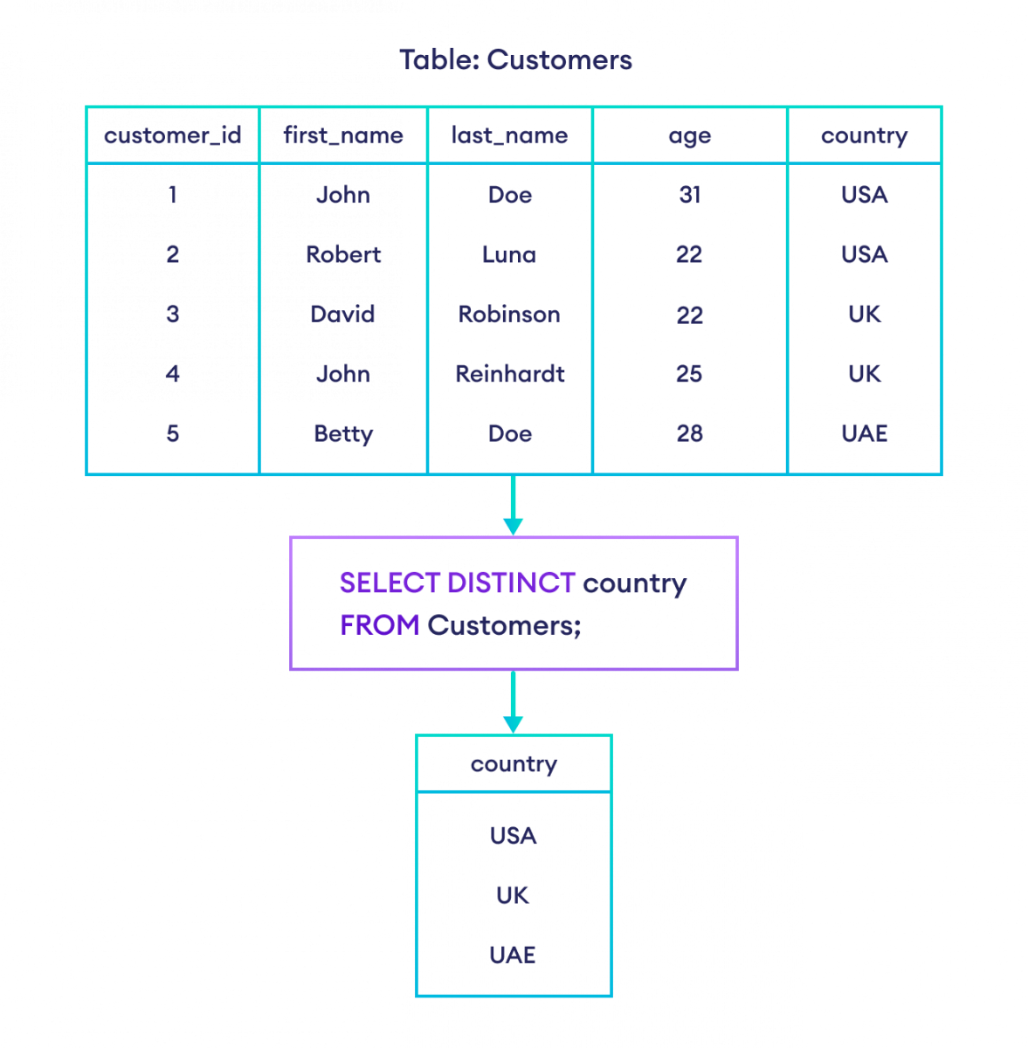 Table: Customers
customer_id first_name last_name age country
1 John Doe 31 USA
2 Robert Luna 22 USA
3 David Robinson 22 UK
4 John Reinhardt 25 UK
5 Betty Doe 28 UAE
SELECT DISTINCT country
FROM Customers;
country
USA
UK
UAE